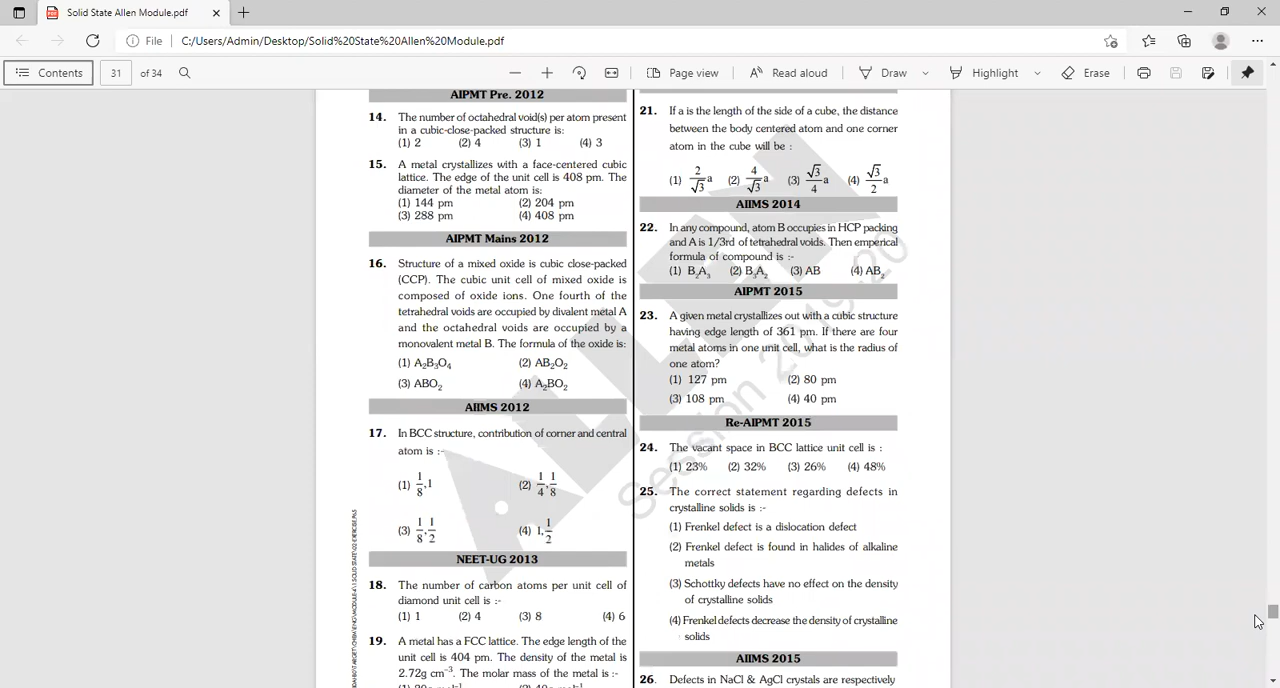 Solid State Allen Module.pdf
File C:/Users/Admin/Desktop/Solid%20State%20Allen%20Module.pdf
Contents 31 of 34 Page view Read aloud Draw Highlight Erase
AIPMT Pre. 2012
14. The number of octahedral void(s) per atom present
in a cubic-close-packed structure is:
(1) 2 (2) 4 (3) 1 (4) 3
15. A metal crystallizes with a face-centered cubic
lattice. The edge of the unit cell is 408 pm. The
diameter of the metal atom is:
(1) 144 pm (2) 204 pm
(3) 288 pm (4) 408 pm
AIPMT Mains 2012
16. Structure of a mixed oxide is cubic close-packed
(CCP). The cubic unit cell of mixed oxide is
composed of oxide ions. One fourth of the
tetrahedral voids are occupied by divalent metal A
and the octahedral voids are occupied by a
monovalent metal B. The formula of the oxide is:
(1) A₂B₃O₄ (2) AB₂O₂
(3) ABO₂ (4) A₂BO₂
AIIMS 2012
17. In BCC structure, contribution of corner and central
atom is :-
(1) 1/8,1 (2) 1/4,1/8
(3) 1/8,1/2 (4) 1,1/2
NEET-UG 2013
18. The number of carbon atoms per unit cell of
diamond unit cell is :-
(1) 1 (2) 4 (3) 8 (4) 6
19. A metal has a FCC lattice. The edge length of the
unit cell is 404 pm. The density of the metal is
2.72g cm⁻³. The molar mass of the metal is :-
21. If a is the length of the side of a cube, the distance
between the body centered atom and one corner
atom in the cube will be :
(1) 2/√3 a (2) 4/√3 a (3) √3/4 a (4) √3/2 a
AIIMS 2014
22. In any compound, atom B occupies in HCP packing
and A is 1/3rd of tetrahedral voids. Then emperical
formula of compound is :-
(1) B₂A₃ (2) B₃A₂ (3) AB (4) AB₂
AIPMT 2015
23. A given metal crystallizes out with a cubic structure
having edge length of 361 pm. If there are four
metal atoms in one unit cell, what is the radius of
one atom?
(1) 127 pm (2) 80 pm
(3) 108 pm (4) 40 pm
Re-AIPMT 2015
24. The vacant space in BCC lattice unit cell is :
(1) 23% (2) 32% (3) 26% (4) 48%
25. The correct statement regarding defects in
crystalline solids is :-
(1) Frenkel defect is a dislocation defect
(2) Frenkel defect is found in halides of alkaline
metals
(3) Schottky defects have no effect on the density
of crystalline solids
(4) Frenkel defects decrease the density of crystalline
solids
AIIMS 2015
26. Defects in NaCl & AgCl crystals are respectively
ALLEN